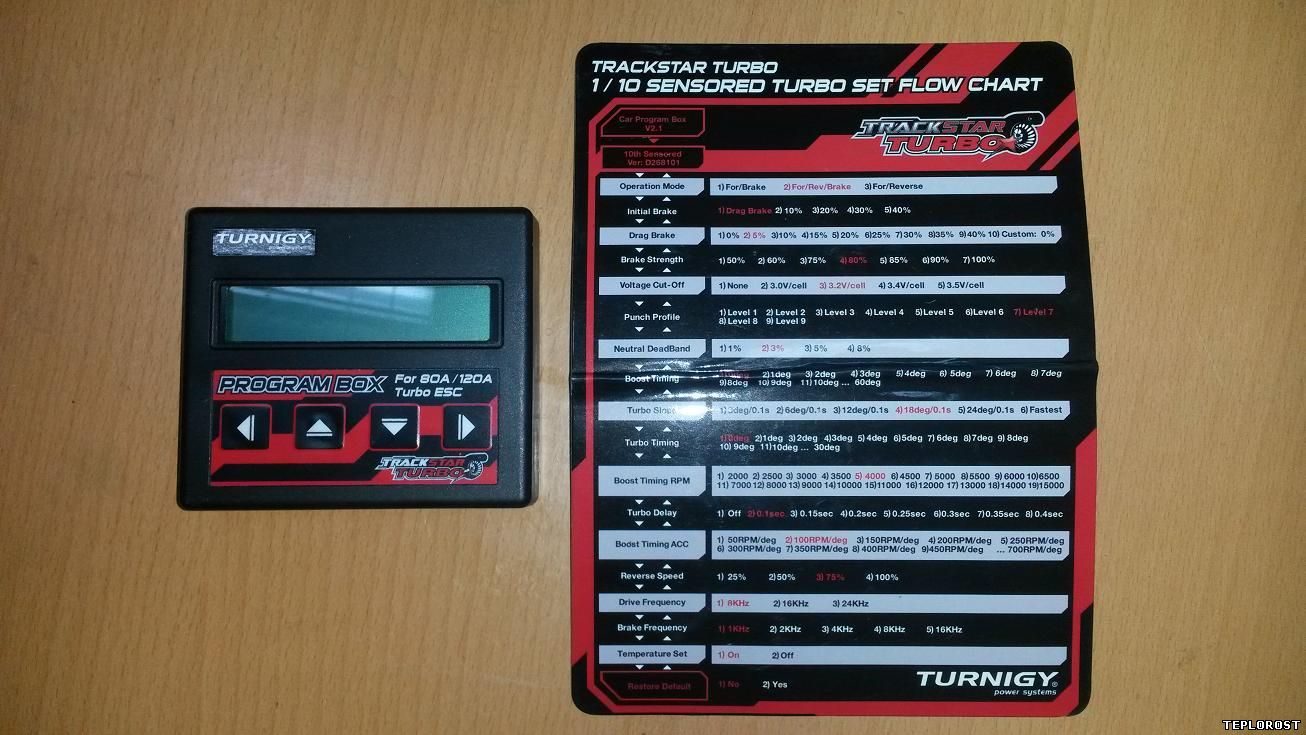 TURNIGY
power systems
PROGRAM BOX For 80A/120A
Turbo ESC
TRACKSTAR
TURBO
TRACKSTAR TURBO
1/10 SENSORED TURBO SET FLOW CHART
TRACKSTAR
TURBO
Car Program Box
V2.1
10th Sensored
Ver: D268101
Operation Mode 1)For/Brake 2)For/Rev/Brake 3)For/Reverse
Initial Brake 1)Drag Brake 2)10% 3)20% 4)30% 5)40%
Drag Brake 1)0% 2)5% 3)10% 4)15% 5)20% 6)25% 7)30% 8)35% 9)40% 10) Custom: 0%
Brake Strength 1)50% 2)60% 3)75% 4)80% 5)85% 6)90% 7)100%
Voltage Cut-Off 1)None 2)3.0V/cell 3)3.2V/cell 4)3.4V/cell 5)3.5V/cell
Punch Profile 1)Level 1 2)Level 2 3)Level 3 4)Level 4 5)Level 5 6)Level 6 7)Level 7
8)Level 8 9)Level 9
Neutral DeadBand 1)1% 2)3% 3)5% 4)8%
Boost Timing 2)1deg 3)2deg 4)3deg 5)4deg 6)5deg 7)6deg 8)7deg
9)8deg 10)9deg 11)10deg ... 60deg
Turbo Slope 1)3deg/0.1s 2)6deg/0.1s 3)12deg/0.1s 4)18deg/0.1s 5)24deg/0.1s 6)Fastest
Turbo Timing 1)0deg 2)1deg 3)2deg 4)3deg 5)4deg 6)5deg 7)6deg 8)7deg 9)8deg
10)9deg 11)10deg ... 30deg
Boost Timing RPM 1) 2000 2) 2500 3) 3000 4) 3500 5) 4000 6) 4500 7) 5000 8)5500 9) 6000 10)6500
11) 7000 12) 8000 13) 9000 14)10000 15)11000 16)12000 17)13000 18)14000 19)15000
Turbo Delay 1) Off 2)0.1sec 3)0.15sec 4)0.2sec 5)0.25sec 6)0.3sec 7)0.35sec 8)0.4sec
Boost Timing ACC 1) 50RPM/deg 2)100RPM/deg 3)150RPM/deg 4)200RPM/deg 5)250RPM/deg
6) 300RPM/deg 7)350RPM/deg 8)400RPM/deg 9)450RPM/deg ... 700RPM/deg
Reverse Speed 1) 25% 2)50% 3)75% 4)100%
Drive Frequency 1) 8KHz 2)16KHz 3)24KHz
Brake Frequency 1)1KHz 2)2KHz 3)4KHz 4)8KHz 5)16KHz
Temperature Set 1)On 2)Off
Restore Default 1)No 2)Yes
TURNIGY®
power systems
TEPLOROST